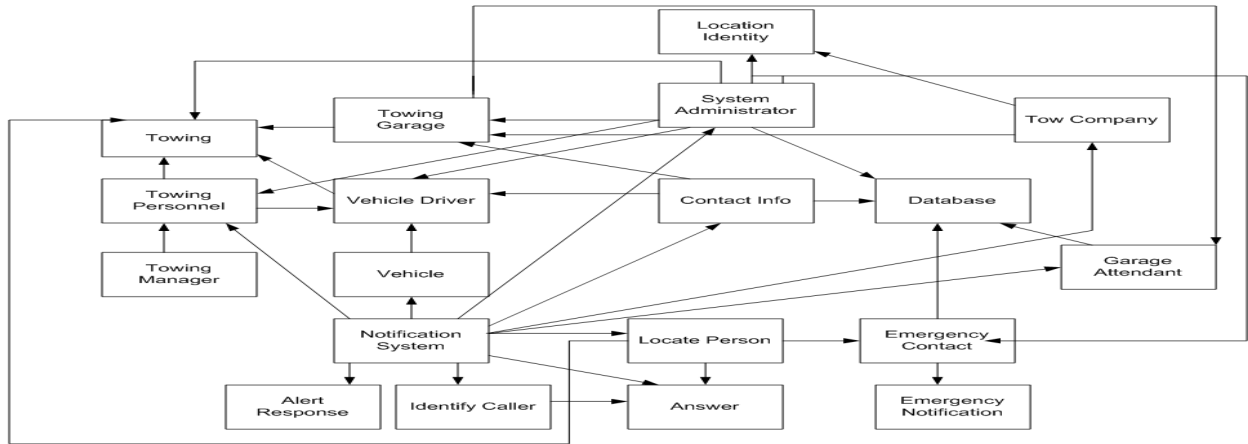 Location
Identity
Towing
Garage
System
Administrator
Tow Company
Towing
Towing
Personnel
Vehicle Driver
Contact Info
Database
Towing
Manager
Vehicle
Garage
Attendant
Notification
System
Locate Person
Emergency
Contact
Alert
Response
Identify Caller
Answer
Emergency
Notification